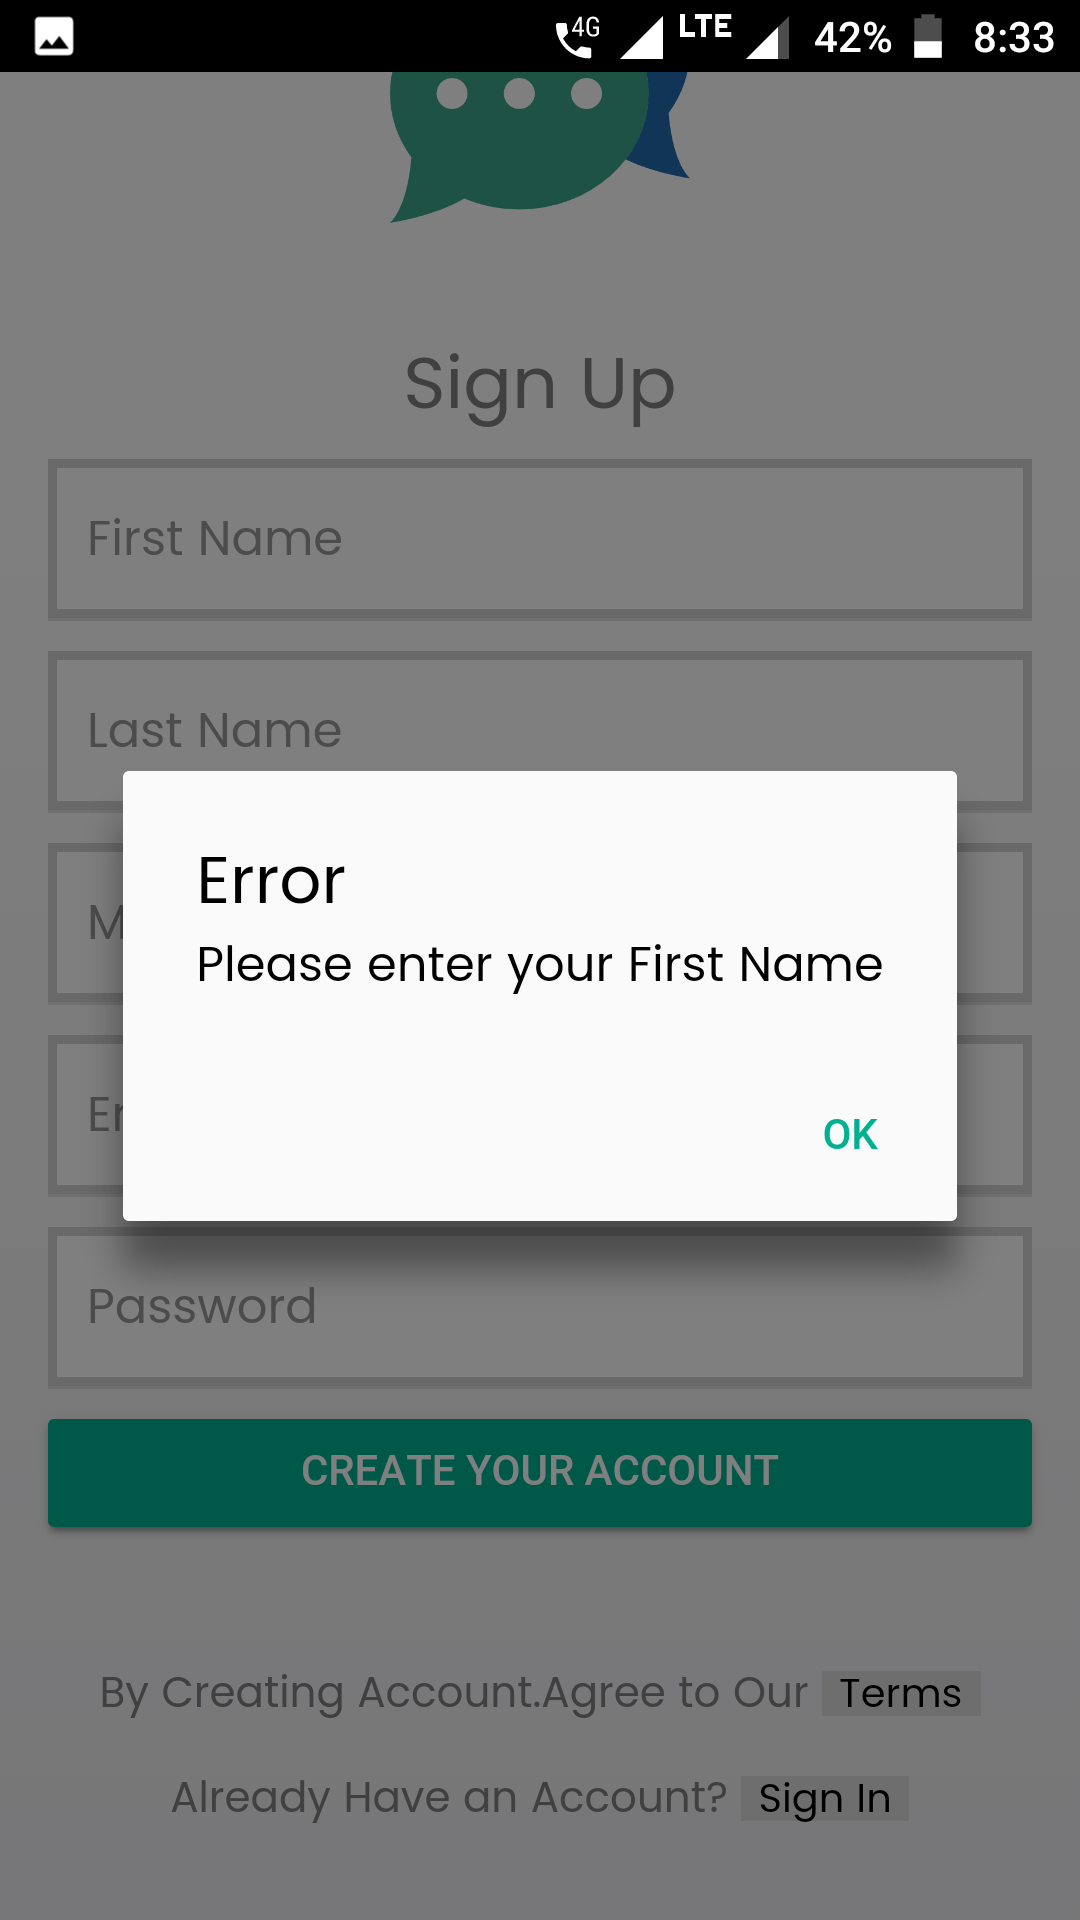 4G LTE 42% 8:33
Sign Up
First Name
Last Name
Error
Please enter your First Name
OK
Password
CREATE YOUR ACCOUNT
By Creating Account.Agree to Our Terms
Already Have an Account? Sign In